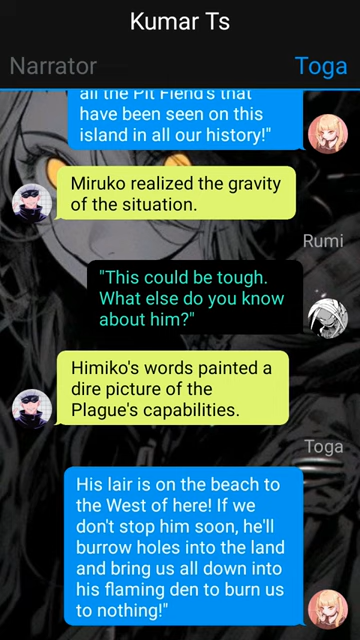 Kumar Ts
Narrator
Toga
all the Pit Fiend's that
have been seen on this
island in all our history!"
Miruko realized the gravity
of the situation.
Rumi
"This could be tough.
What else do you know
about him?"
Himiko's words painted a
dire picture of the
Plague's capabilities.
Toga
His lair is on the beach to
the West of here! If we
don't stop him soon, he'll
burrow holes into the land
and bring us all down into
his flaming den to burn us
to nothing!"